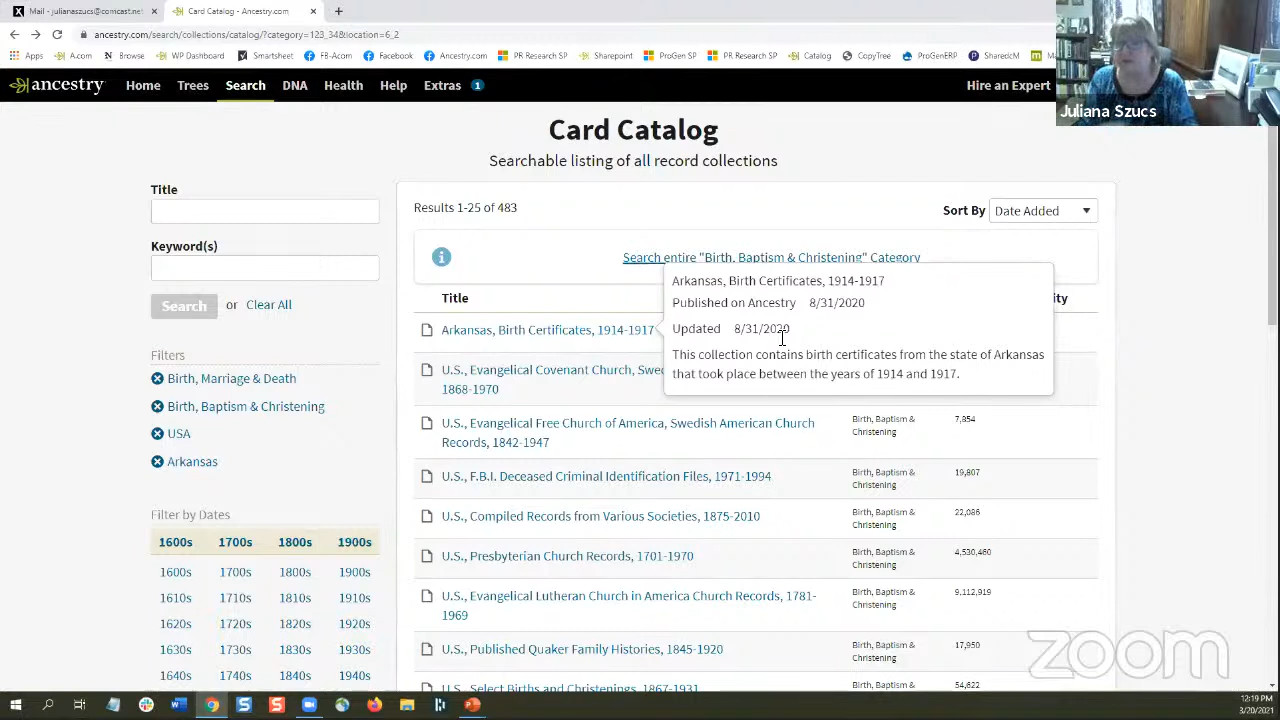 Mail - julianaszucs@comcast.net
Card Catalog - Ancestry.com
ancestry.com/search/collections/catalog/?category=123_34&location=6_2
Apps A.com Browse WP Dashboard Smartsheet FB-Acom Facebook Ancestry.com PR Research SP Sharepoint ProGen SP PR Research SP Catalog CopyTree ProGenERP SharedcM
ancestry Home Trees Search DNA Health Help Extras 1 Hire an Expert
Juliana Szucs
Card Catalog
Searchable listing of all record collections
Title
Keyword(s)
Search or Clear All
Filters
Birth, Marriage & Death
Birth, Baptism & Christening
USA
Arkansas
Filter by Dates
1600s 1700s 1800s 1900s
1600s 1700s 1800s 1900s
1610s 1710s 1810s 1910s
1620s 1720s 1820s 1920s
1630s 1730s 1830s 1930s
1640s 1740s 1840s 1940s
Results 1-25 of 483
Sort By Date Added
Search entire "Birth, Baptism & Christening" Category
Title
Arkansas, Birth Certificates, 1914-1917
Arkansas, Birth Certificates, 1914-1917
Published on Ancestry 8/31/2020
Updated 8/31/2020
This collection contains birth certificates from the state of Arkansas
that took place between the years of 1914 and 1917.
U.S., Evangelical Covenant Church,
1868-1970
U.S., Evangelical Free Church of America, Swedish American Church
Records, 1842-1947
Birth, Baptism &
Christening
7,854
U.S., F.B.I. Deceased Criminal Identification Files, 1971-1994
Birth, Baptism &
Christening
19,807
U.S., Compiled Records from Various Societies, 1875-2010
Birth, Baptism &
Christening
22,086
U.S., Presbyterian Church Records, 1701-1970
Birth, Baptism &
Christening
4,530,460
U.S., Evangelical Lutheran Church in America Church Records, 1781-
1969
Birth, Baptism &
Christening
9,112,919
U.S., Published Quaker Family Histories, 1845-1920
Birth, Baptism &
Christening
17,950
U.S., Select Births and Christenings, 1867-1931
Birth, Baptism &
54,622
zoom
12:19 PM
3/20/2021